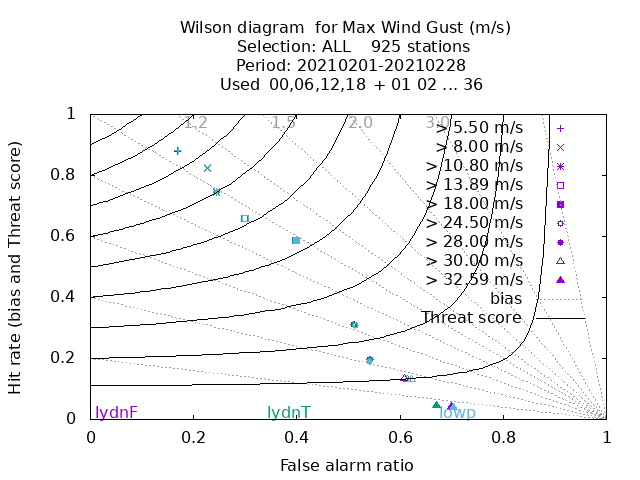 Wilson diagram  for Max Wind Gust (m/s)
Selection: ALL    925 stations
Period: 20210201-20210228
Used  00,06,12,18  + 01 02 ... 36
1.2
1.5
2.0
3.0
> 5.50 m/s
> 8.00 m/s
> 10.80 m/s
> 13.89 m/s
> 18.00 m/s
> 24.50 m/s
> 28.00 m/s
> 30.00 m/s
> 32.59 m/s
bias
Threat score
1
0.8
0.6
0.4
0.2
0
Hit rate (bias and Threat score)
lydnF
lydnT
lowp
0
0.2
0.4
0.6
0.8
1
False alarm ratio